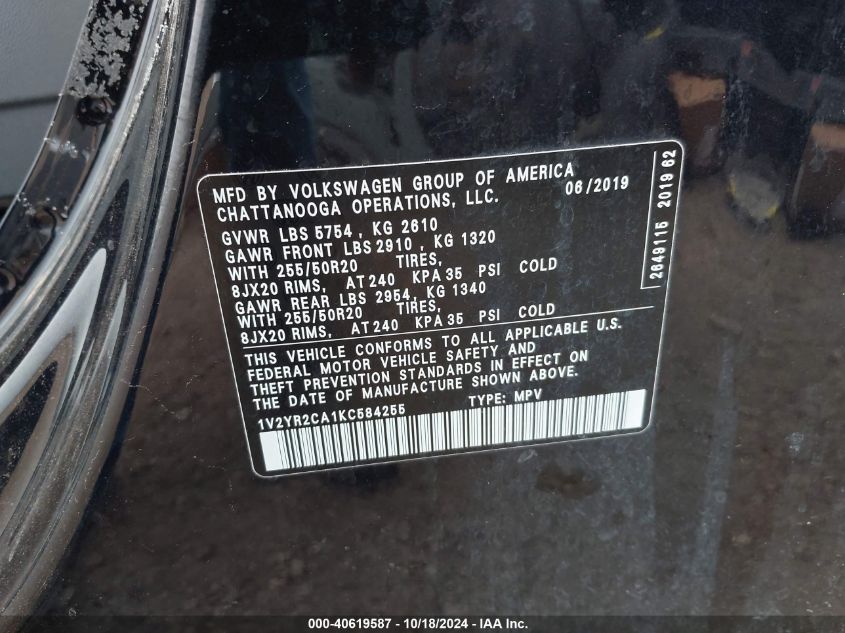 MFD BY VOLKSWAGEN GROUP OF AMERICA
CHATTANOOGA OPERATIONS, LLC. 06/2019
GVWR LBS 5754 , KG 2610
GAWR FRONT LBS 2910 , KG 1320
WITH 255/50R20 TIRES,
8JX20 RIMS, AT 240 KPA 35 PSI COLD
GAWR REAR LBS 2954, KG 1340
WITH 255/50R20 TIRES,
8JX20 RIMS, AT 240 KPA 35 PSI COLD
THIS VEHICLE CONFORMS TO ALL APPLICABLE U.S.
FEDERAL MOTOR VEHICLE SAFETY AND
THEFT PREVENTION STANDARDS IN EFFECT ON
THE DATE OF MANUFACTURE SHOWN ABOVE.
1V2YR2CA1KC584255 TYPE: MPV
2649115 2019 62
000-40619587 - 10/18/2024 - IAA Inc.